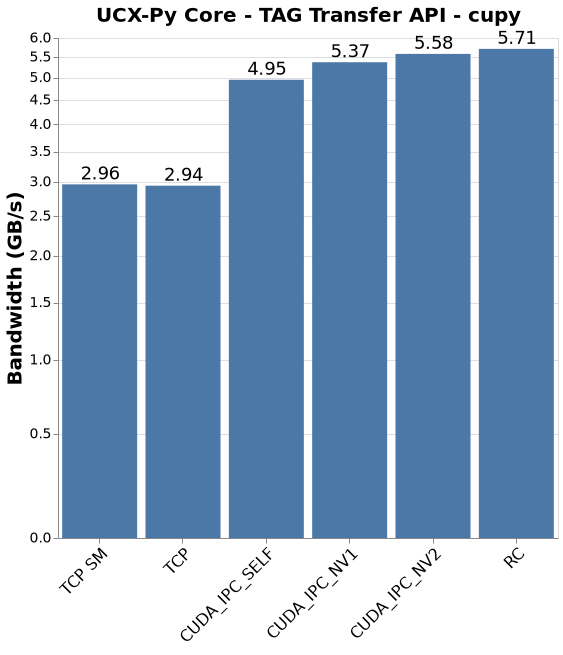 UCX-Py Core - TAG Transfer API - cupy
Bandwidth (GB/s)
6.0
5.5
5.0
4.5
4.0
3.5
3.0
2.5
2.0
1.5
1.0
0.5
0.0
2.96
2.94
4.95
5.37
5.58
5.71
TCP SM
TCP
CUDA_IPC_SELF
CUDA_IPC_NV1
CUDA_IPC_NV2
RC